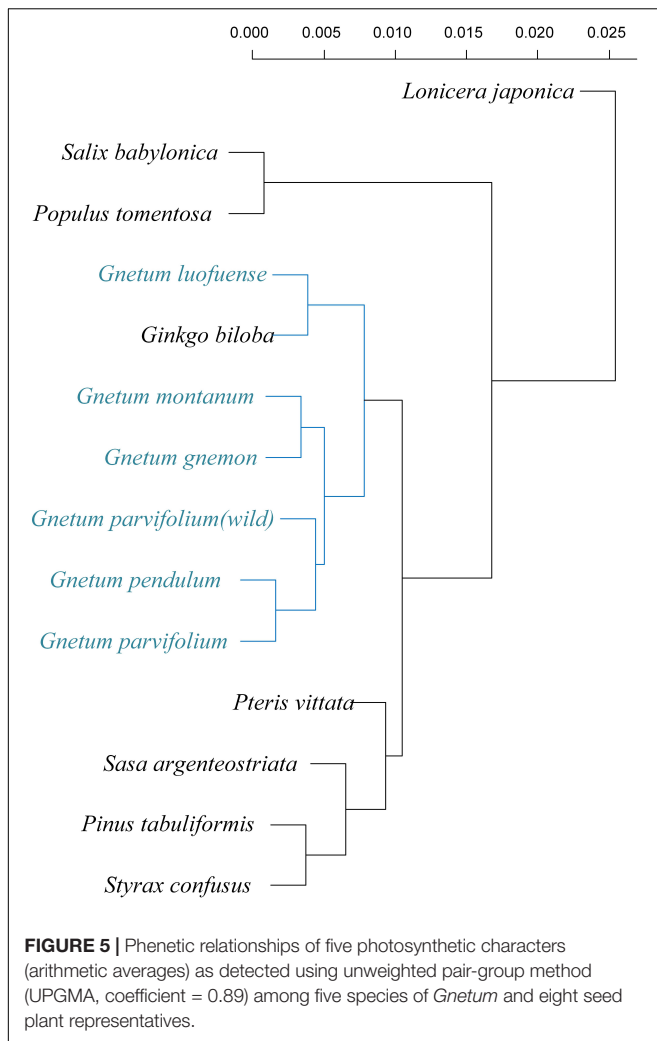 0.000 0.005 0.010 0.015 0.020 0.025
Lonicera japonica
Salix babylonica
Populus tomentosa
Gnetum luofuense
Ginkgo biloba
Gnetum montanum
Gnetum gnemon
Gnetum parvifolium(wild)
Gnetum pendulum
Gnetum parvifolium
Pteris vittata
Sasa argenteostriata
Pinus tabuliformis
Styrax confusus
FIGURE 5 | Phenetic relationships of five photosynthetic characters
(arithmetic averages) as detected using unweighted pair-group method
(UPGMA, coefficient = 0.89) among five species of Gnetum and eight seed
plant representatives.